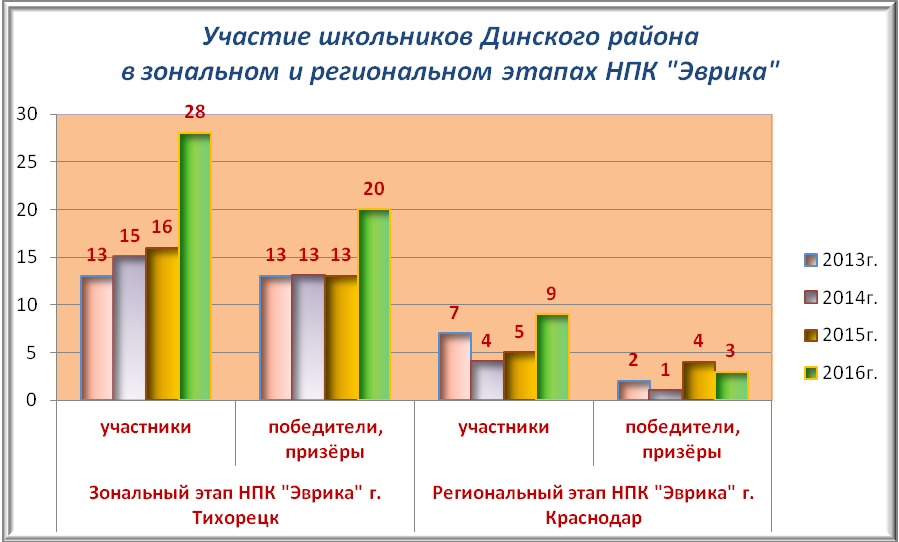 Участие школьников Динского района
в зональном и региональном этапах НПК "Эврика"
30
25
20
15
10
5
0
13
15
16
28
13
13
13
20
7
4
5
9
2
1
4
3
участники
победители,
призёры
участники
победители,
призёры
Зональный этап НПК "Эврика" г.
Тихорецк
Региональный этап НПК "Эврика" г.
Краснодар
2013г.
2014г.
2015г.
2016г.